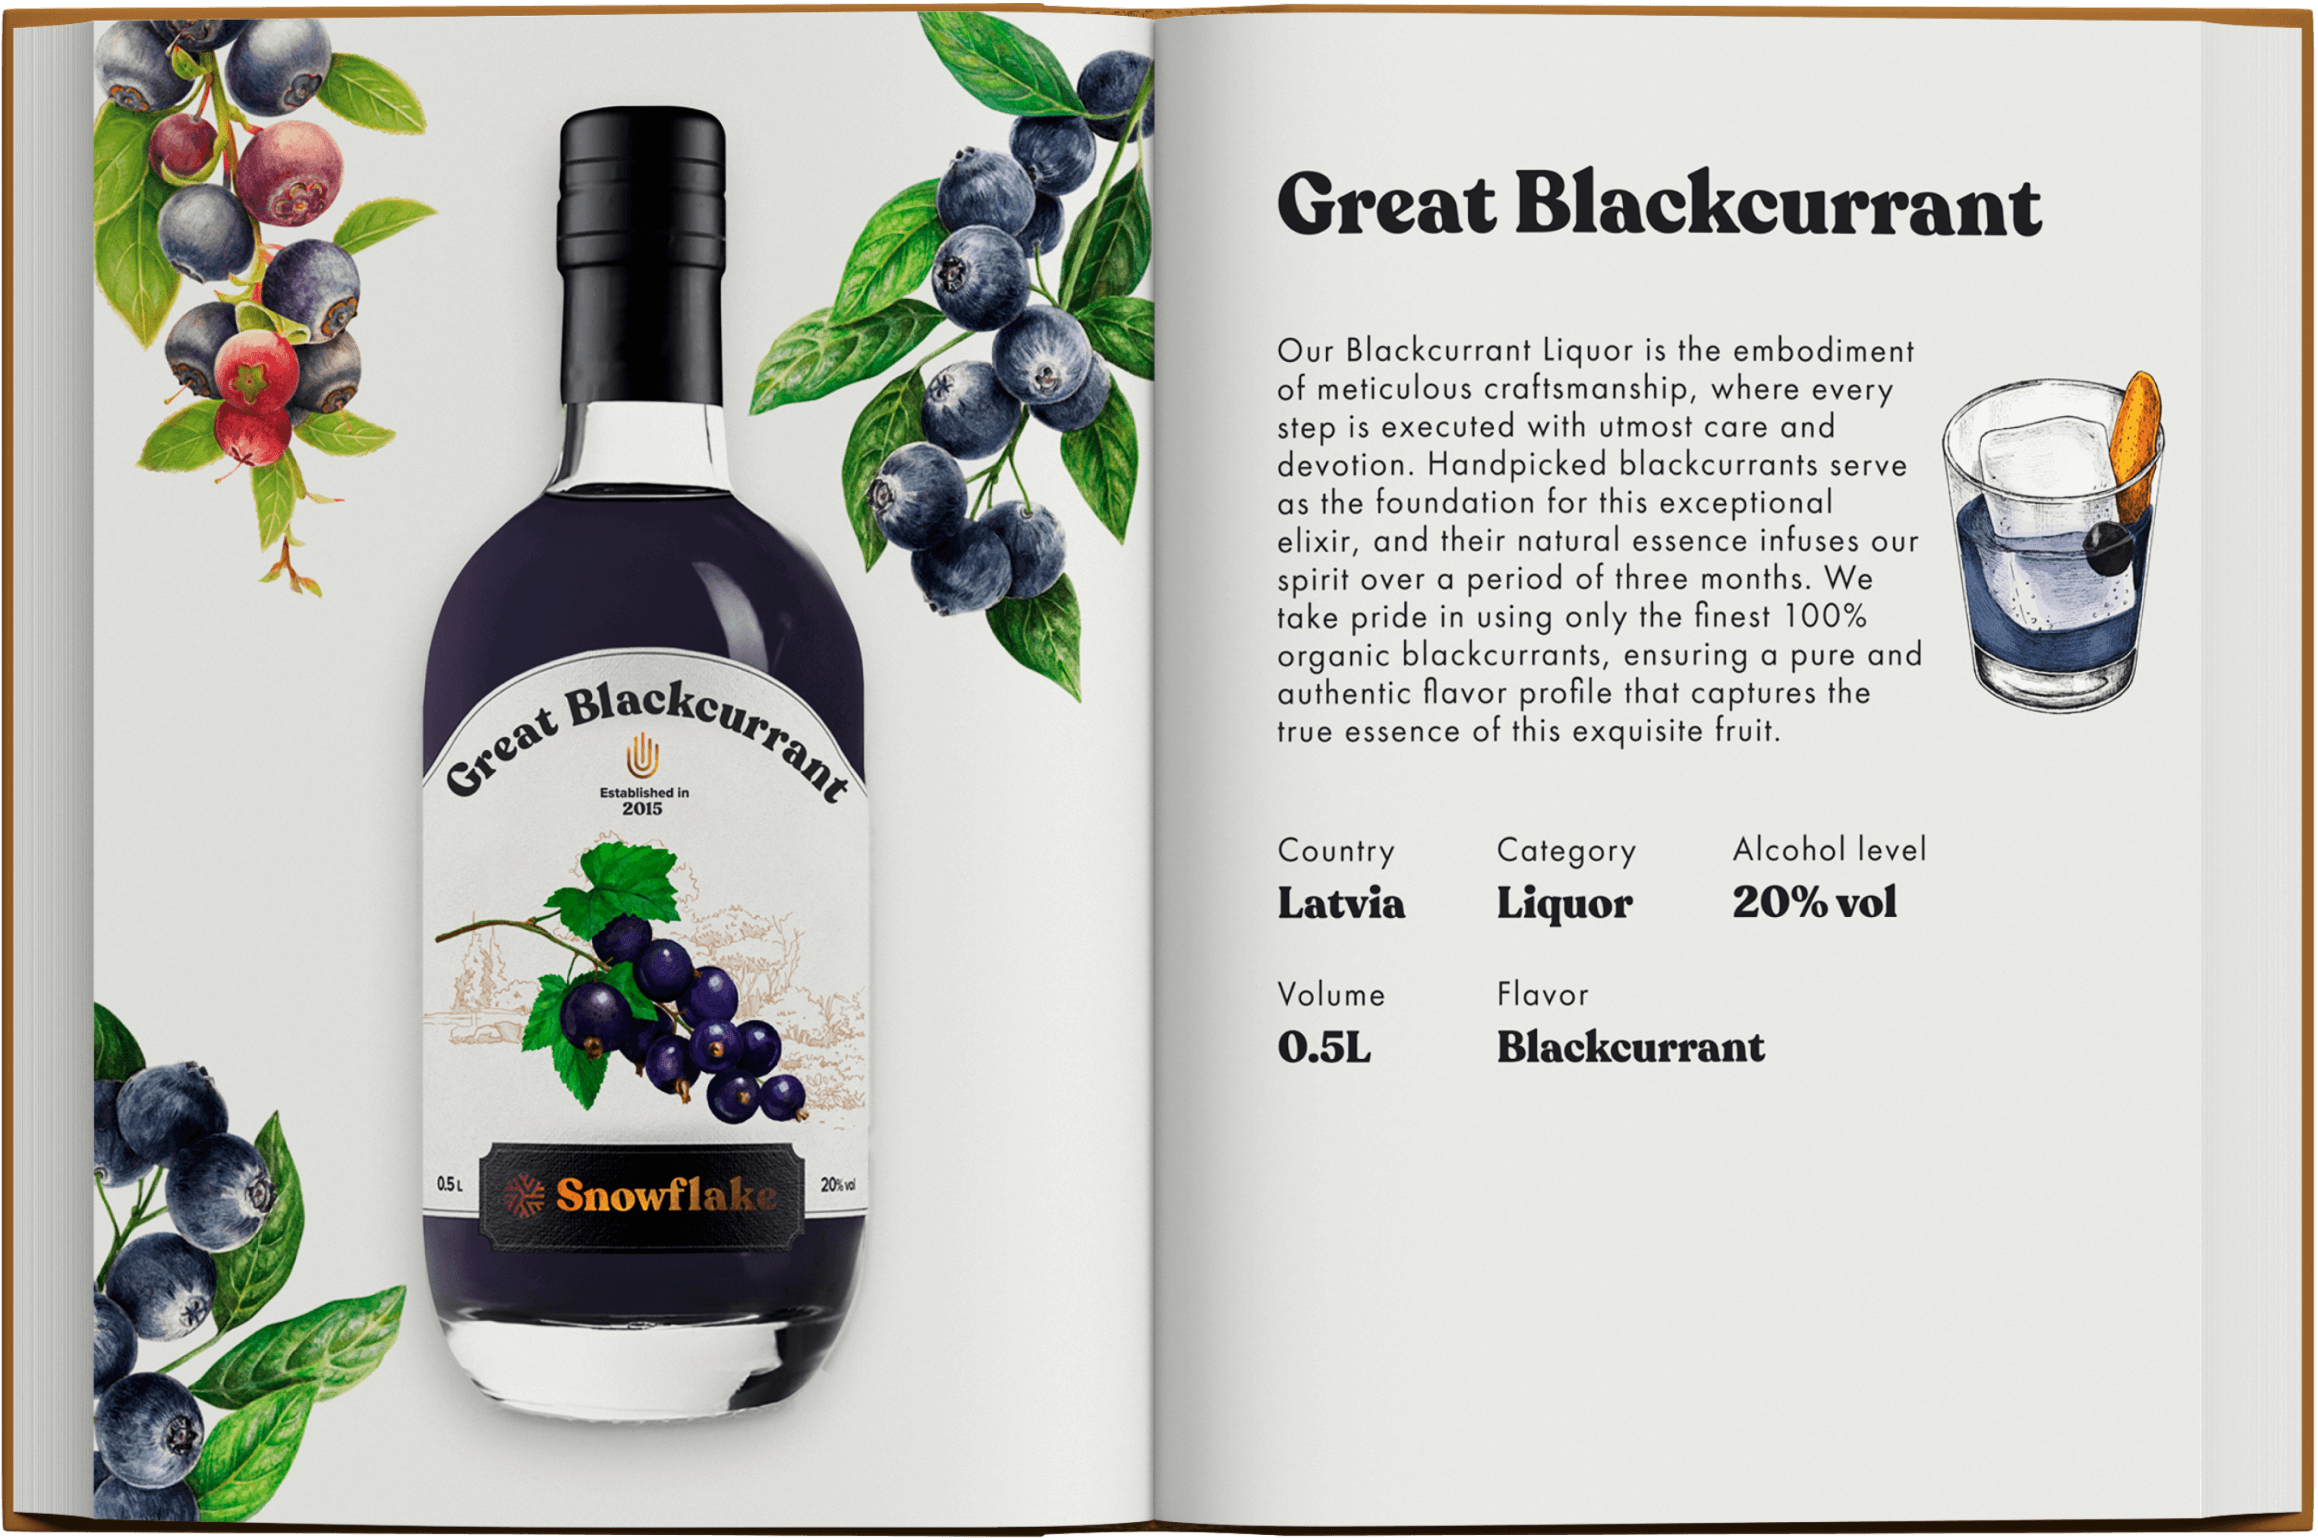 Great Blackcurrant
Established in
2015
0.5 L
Snowflake
20% vol
Great Blackcurrant
Our Blackcurrant Liquor is the embodiment
of meticulous craftsmanship, where every
step is executed with utmost care and
devotion. Handpicked blackcurrants serve
as the foundation for this exceptional
elixir, and their natural essence infuses our
spirit over a period of three months. We
take pride in using only the finest 100%
organic blackcurrants, ensuring a pure and
authentic flavor profile that captures the
true essence of this exquisite fruit.
Country
Latvia
Category
Liquor
Alcohol level
20% vol
Volume
0.5L
Flavor
Blackcurrant